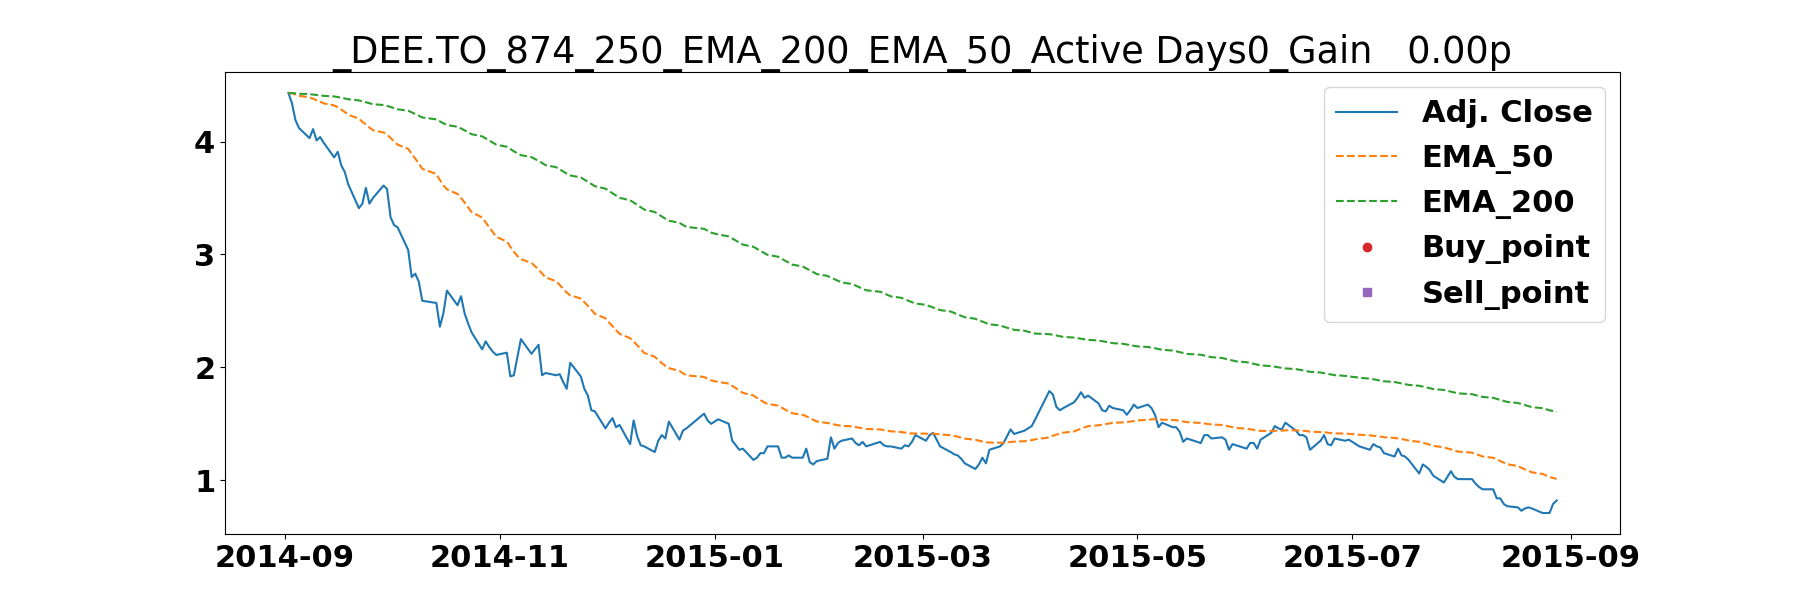 _DEE.TO_874_250_EMA_200_EMA_50_Active Days0_Gain   0.00p
Adj. Close
EMA_50
EMA_200
Buy_point
Sell_point
4
3
2
1
2014-09 2014-11 2015-01 2015-03 2015-05 2015-07 2015-09